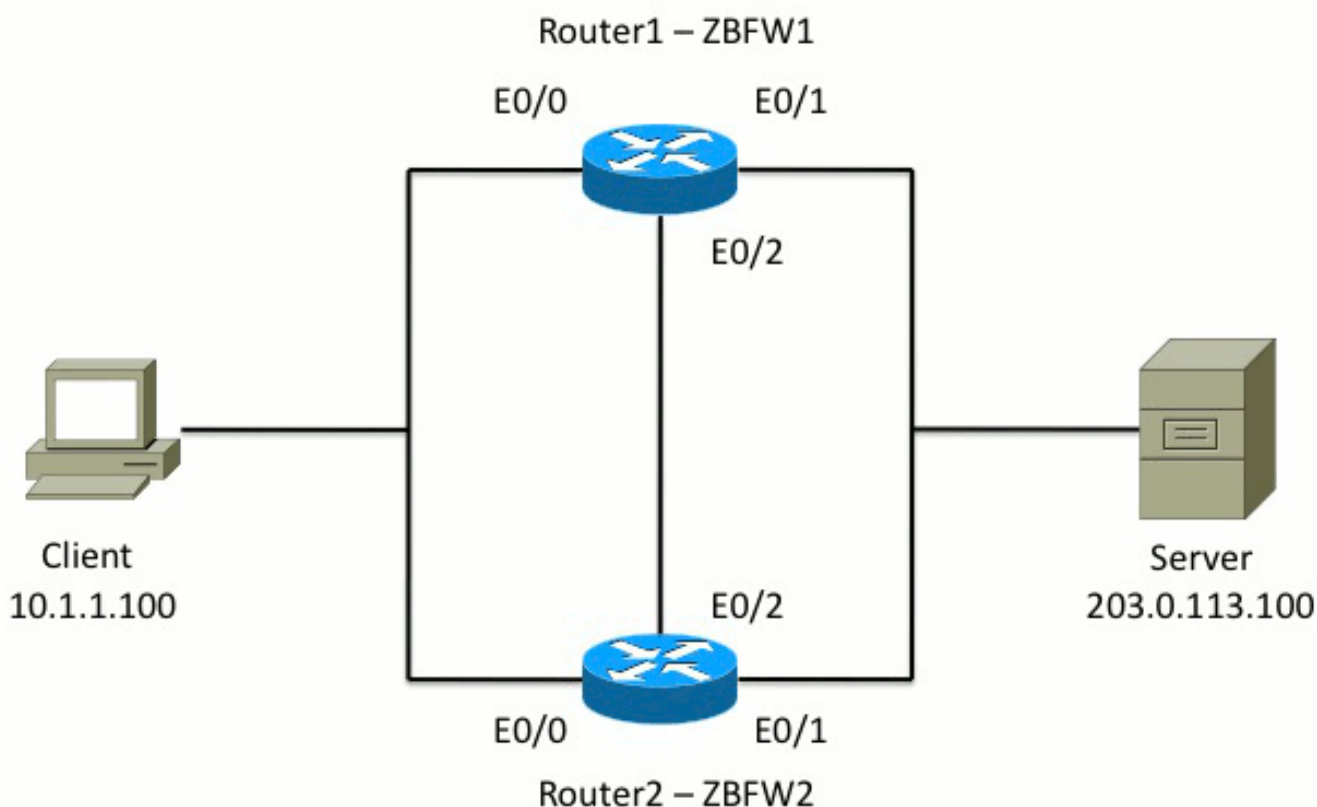 Router1 – ZBFW1
E0/0
E0/1
E0/2
Client
10.1.1.100
Server
203.0.113.100
E0/2
E0/0
E0/1
Router2 – ZBFW2